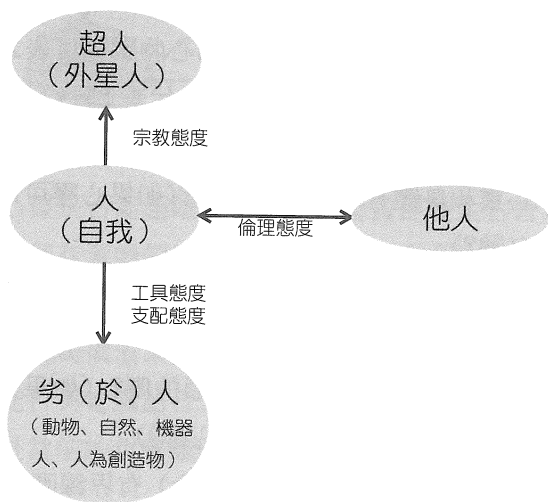 超人
（外星人）
宗教態度
人
（自我）
倫理態度
他人
工具態度
支配態度
劣（於）人
（動物、自然、機器
人、人為創造物）